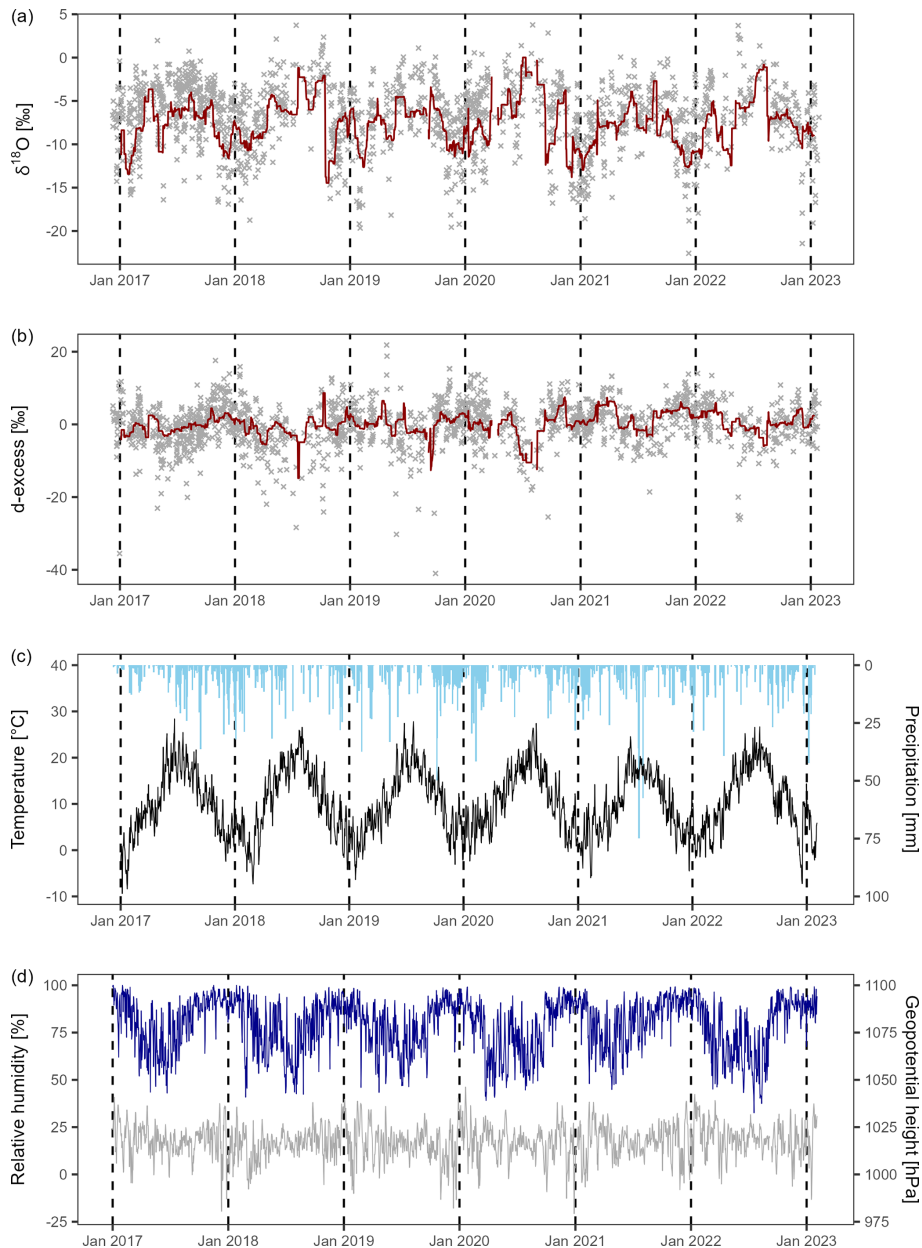 (a)
5
0
-5
-10
-15
-20
δ18O [‰]
Jan 2017 Jan 2018 Jan 2019 Jan 2020 Jan 2021 Jan 2022 Jan 2023
(b)
20
0
-20
-40
d-excess [‰]
Jan 2017 Jan 2018 Jan 2019 Jan 2020 Jan 2021 Jan 2022 Jan 2023
(c)
40
30
20
10
0
-10
Temperature [°C]
0
25
50
75
100
Precipitation [mm]
Jan 2017 Jan 2018 Jan 2019 Jan 2020 Jan 2021 Jan 2022 Jan 2023
(d)
100
75
50
25
0
-25
Relative humidity [%]
1100
1075
1050
1025
1000
975
Geopotential height [hPa]
Jan 2017 Jan 2018 Jan 2019 Jan 2020 Jan 2021 Jan 2022 Jan 2023